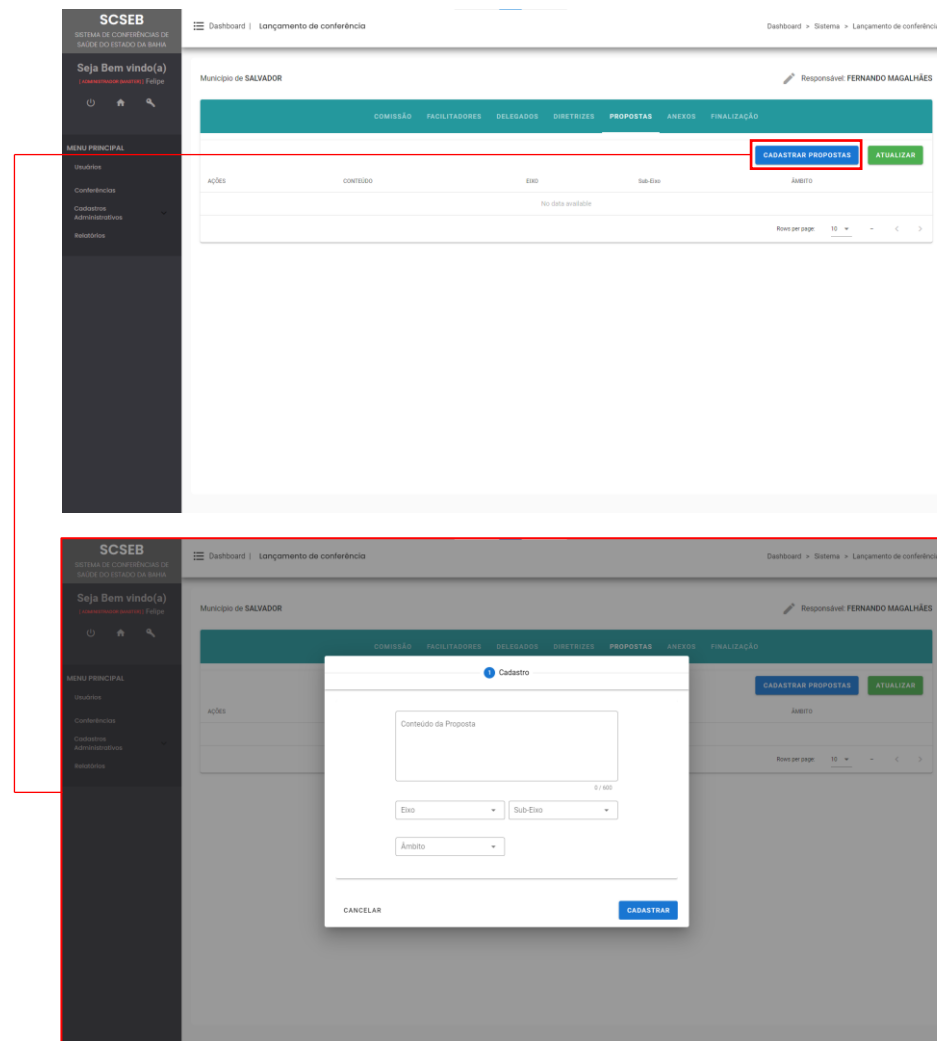 SCSEB
SISTEMA DE CONFERÊNCIAS DE
SAÚDE DO ESTADO DA BAHIA
Dashboard | Lançamento de conferência
Dashboard > Sistema > Lançamento de conferência
Seja Bem vindo(a)
Felipe
Município de SALVADOR
Responsável: FERNANDO MAGALHÃES
COMISSÃO FACILITADORES DELEGADOS DIRETRIZES PROPOSTAS ANEXOS FINALIZAÇÃO
MENU PRINCIPAL
Usuários
Conferências
Cadastros
Administrativos
Relatórios
CADASTRAR PROPOSTAS ATUALIZAR
AÇÕES CONTEÚDO EIXO Sub-Eixo ÂMBITO
No data available
Rows per page: 10 –
SCSEB
SISTEMA DE CONFERÊNCIAS DE
SAÚDE DO ESTADO DA BAHIA
Dashboard | Lançamento de conferência
Dashboard > Sistema > Lançamento de conferência
Seja Bem vindo(a)
Felipe
Município de SALVADOR
Responsável: FERNANDO MAGALHÃES
COMISSÃO FACILITADORES DELEGADOS DIRETRIZES PROPOSTAS ANEXOS FINALIZAÇÃO
MENU PRINCIPAL
Usuários
Conferências
Cadastros
Administrativos
Relatórios
CADASTRAR PROPOSTAS ATUALIZAR
AÇÕES ÂMBITO
Rows per page: 10 –
1 Cadastro
Conteúdo da Proposta
0 / 600
Eixo Sub-Eixo
Âmbito
CANCELAR CADASTRAR